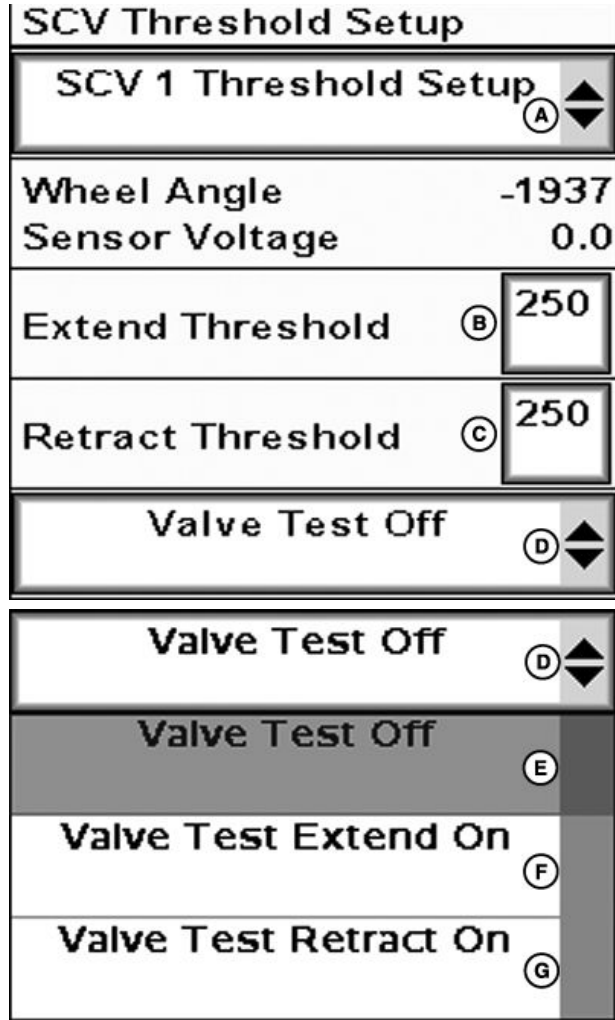 SCV Threshold Setup
SCV 1 Threshold Setup
A
Wheel Angle -1937
Sensor Voltage 0.0
Extend Threshold B 250
Retract Threshold C 250
Valve Test Off
D
Valve Test Off
D
Valve Test Off
E
Valve Test Extend On
F
Valve Test Retract On
G